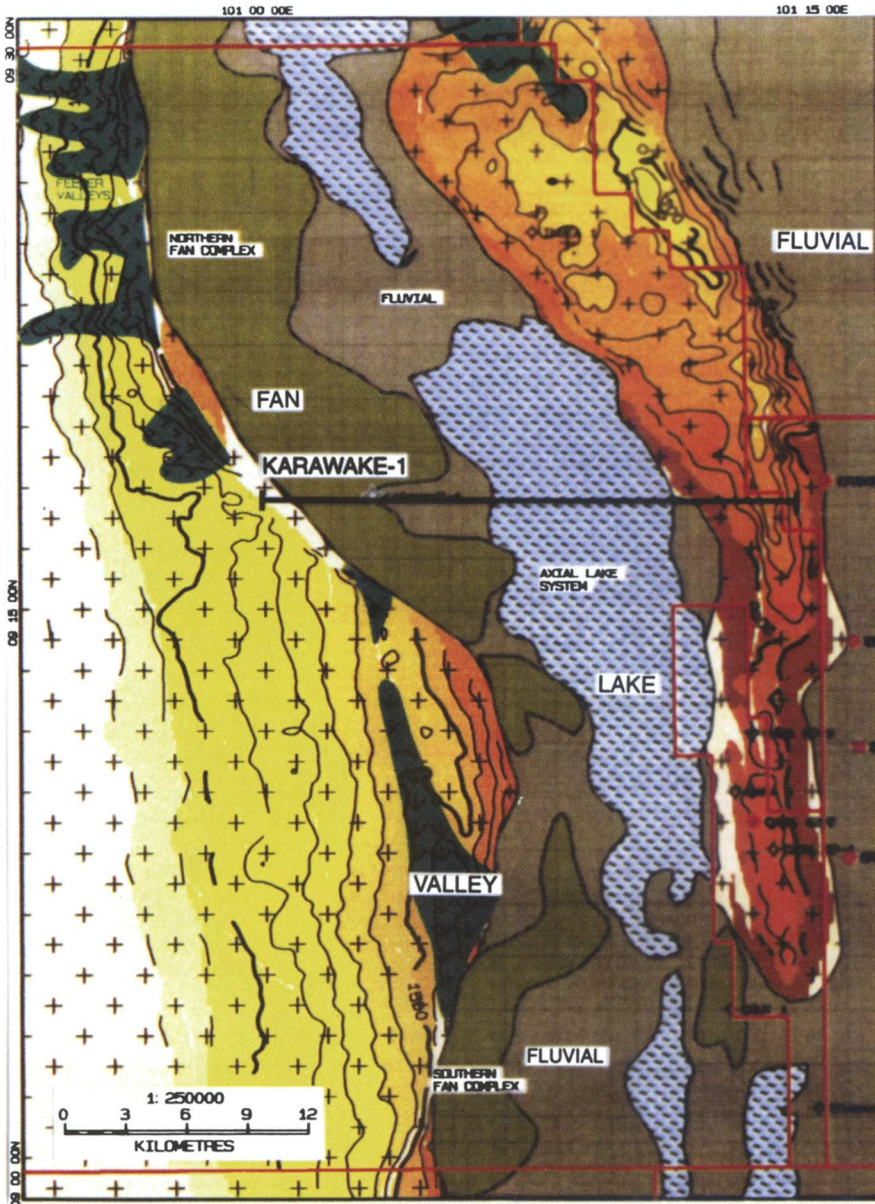 101 00 00E
101 15 00E
09 30 00N
FEEDER
VALLEYS
NORTHERN
FAN COMPLEX
FLUVIAL
FLUVIAL
FAN
KARAWAKE-1
09 15 00N
AXIAL LAKE
SYSTEM
LAKE
VALLEY
1500
FLUVIAL
SOUTHERN
FAN COMPLEX
1: 250000
0 3 6 9 12
KILOMETRES
09 00 00N